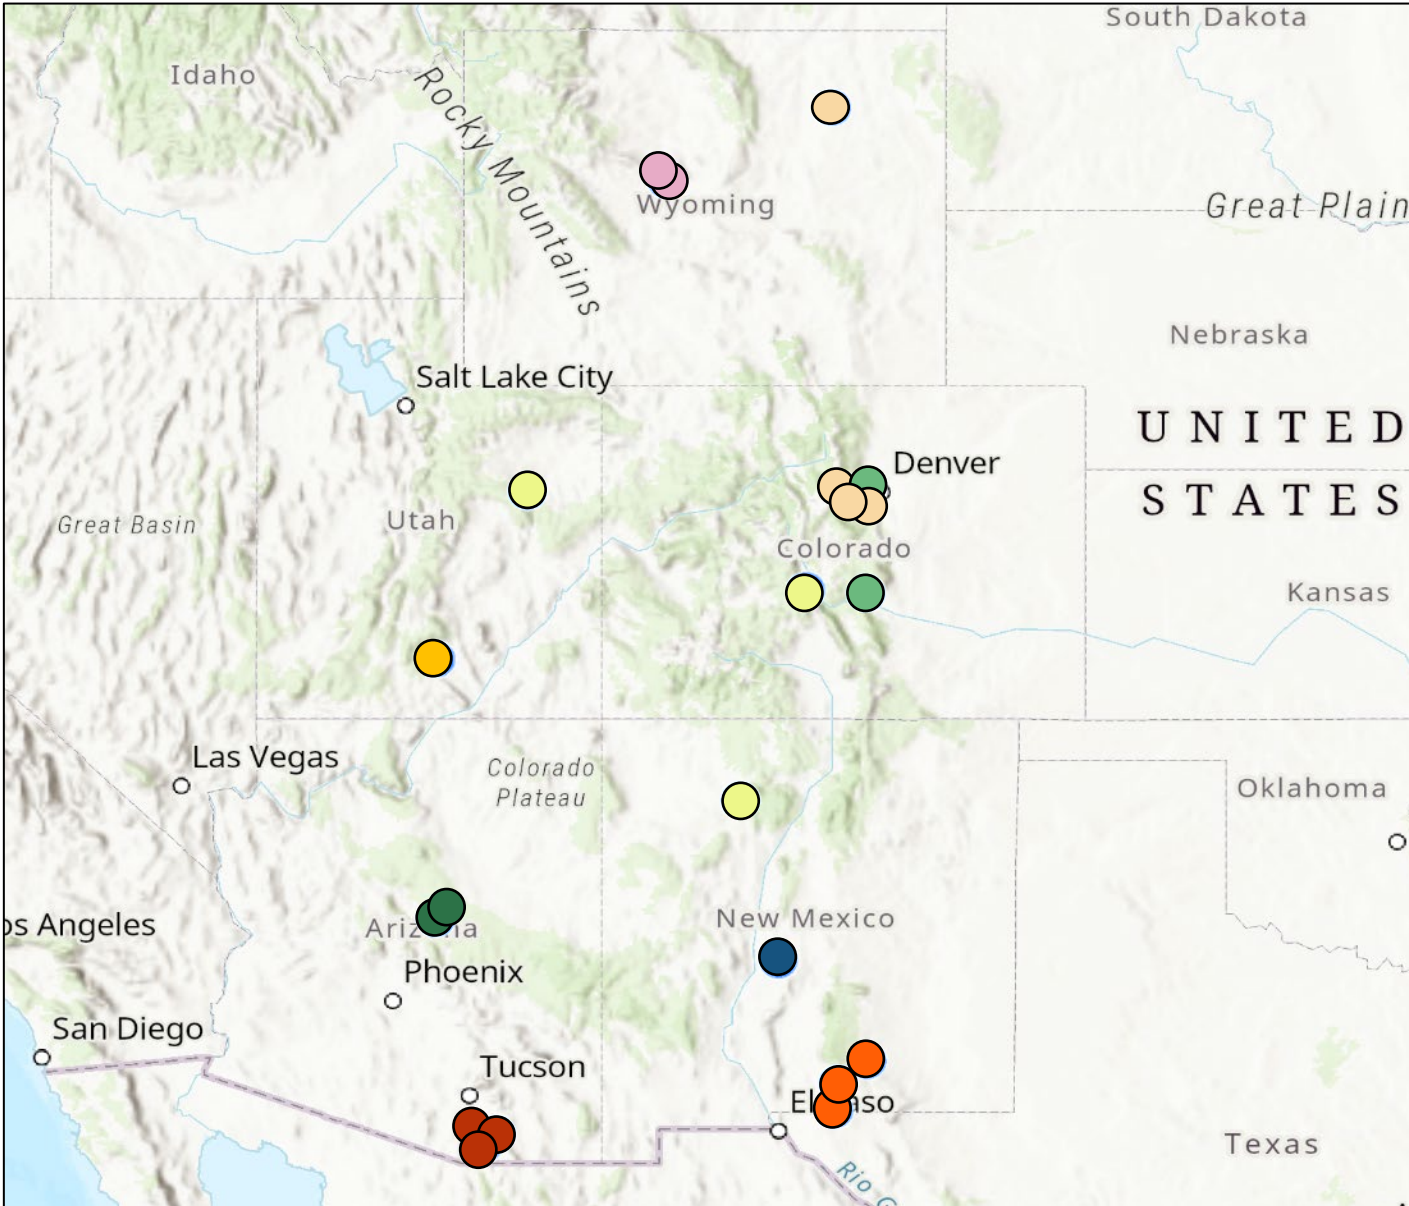 South Dakota
Idaho
Rocky Mountains
Wyoming
Great Plain
Nebraska
Salt Lake City
UNITED
STATES
Denver
Great Basin
Utah
Colorado
Kansas
Las Vegas
Colorado
Plateau
Oklahoma
os Angeles
New Mexico
Phoenix
San Diego
Tucson
Texas
Rio G